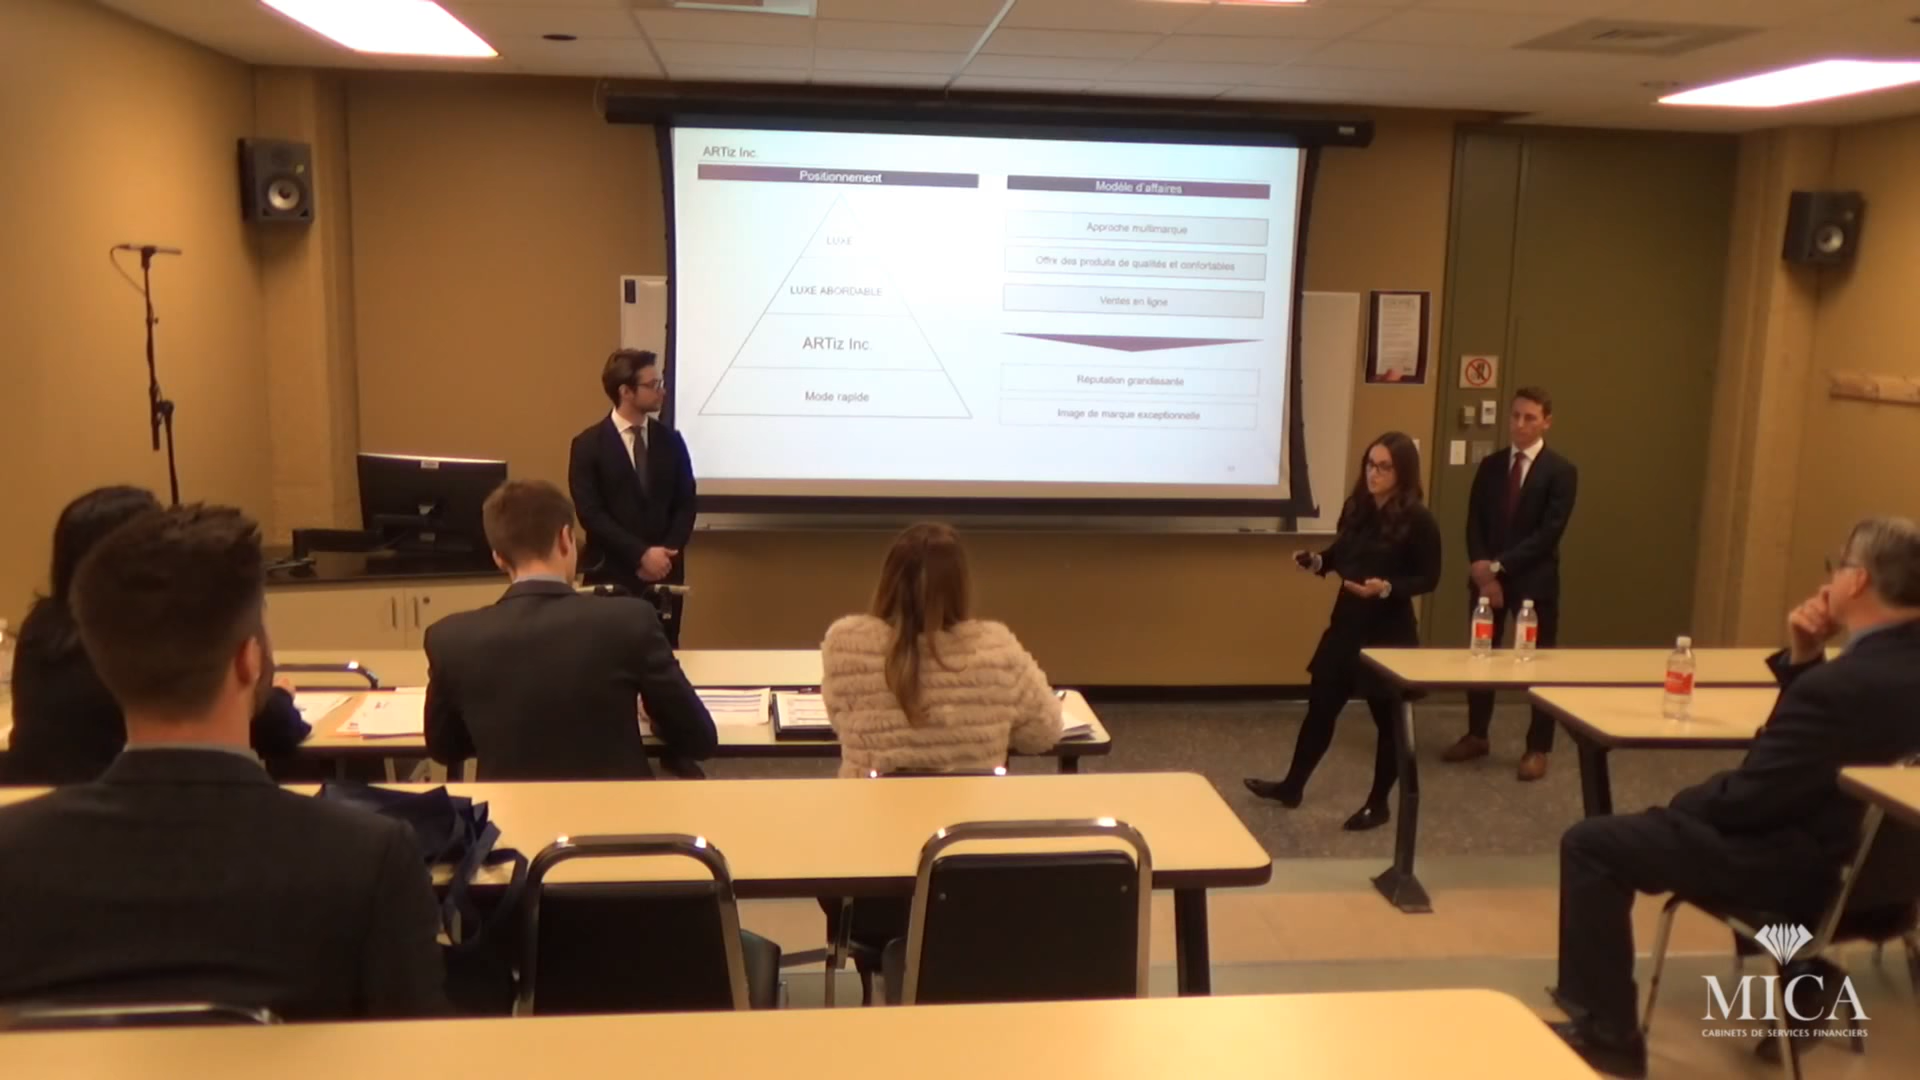 ARTiz Inc.
Positionnement
LUXE
LUXE ABORDABLE
ARTiz Inc.
Mode rapide
Modèle d'affaires
Approche multimarque
Offrir des produits de qualités et confortables
Ventes en ligne
Réputation grandissante
Image de marque exceptionnelle
MICA
CABINETS DE SERVICES FINANCIERS